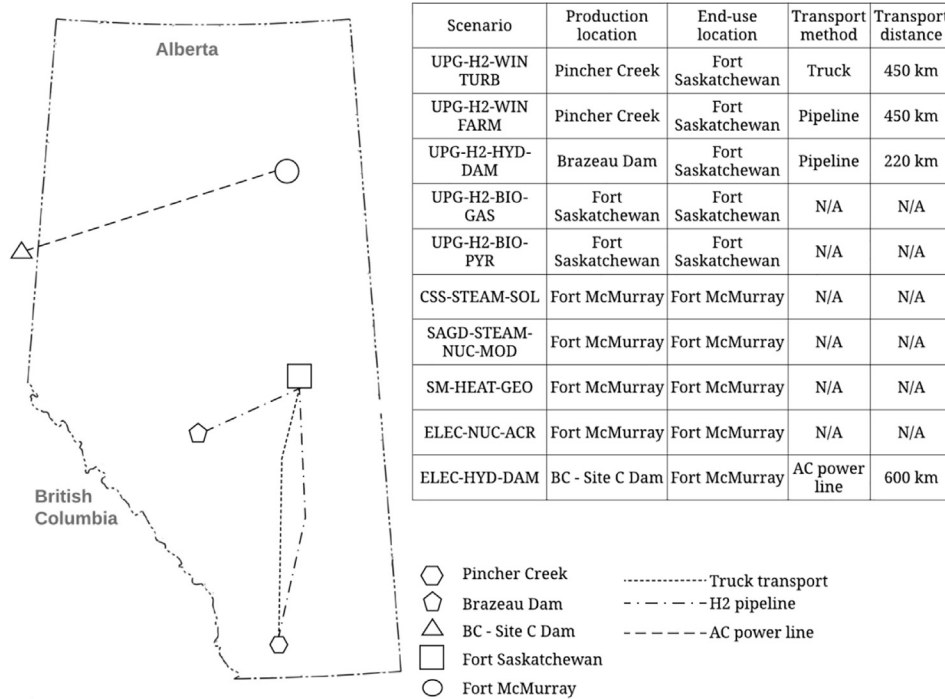 Alberta
British
Columbia
Scenario
Production
location
End-use
location
Transport
method
Transport
distance
UPG-H2-WIN
TURB
Pincher Creek
Fort
Saskatchewan
Truck
450 km
UPG-H2-WIN
FARM
Pincher Creek
Fort
Saskatchewan
Pipeline
450 km
UPG-H2-HYD-
DAM
Brazeau Dam
Fort
Saskatchewan
Pipeline
220 km
UPG-H2-BIO-
GAS
Fort
Saskatchewan
Fort
Saskatchewan
N/A
N/A
UPG-H2-BIO-
PYR
Fort
Saskatchewan
Fort
Saskatchewan
N/A
N/A
CSS-STEAM-SOL
Fort McMurray
Fort McMurray
N/A
N/A
SAGD-STEAM-
NUC-MOD
Fort McMurray
Fort McMurray
N/A
N/A
SM-HEAT-GEO
Fort McMurray
Fort McMurray
N/A
N/A
ELEC-NUC-ACR
Fort McMurray
Fort McMurray
N/A
N/A
ELEC-HYD-DAM
BC - Site C Dam
Fort McMurray
AC power
line
600 km
Pincher Creek
Brazeau Dam
BC - Site C Dam
Fort Saskatchewan
Fort McMurray
Truck transport
H2 pipeline
AC power line